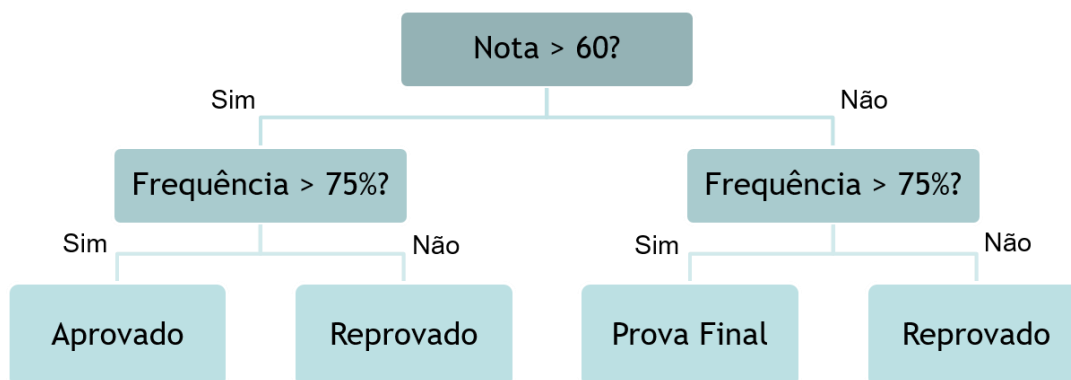 Nota > 60?
Sim
Não
Frequência > 75%?
Frequência > 75%?
Sim
Não
Sim
Não
Aprovado
Reprovado
Prova Final
Reprovado